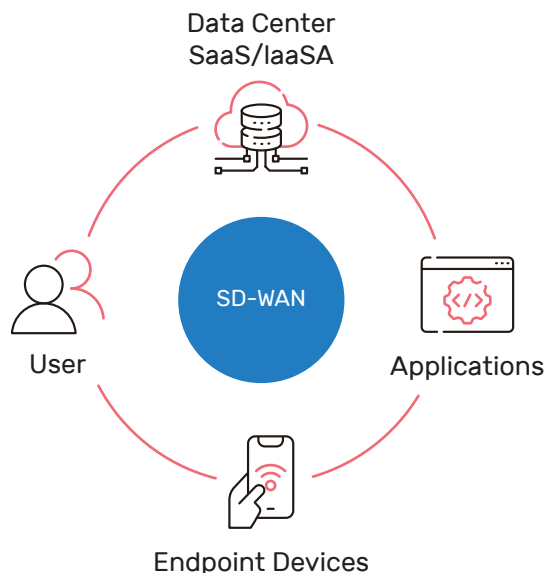 Data Center
SaaS/IaaSA
SD-WAN
</>
User
Applications
Endpoint Devices